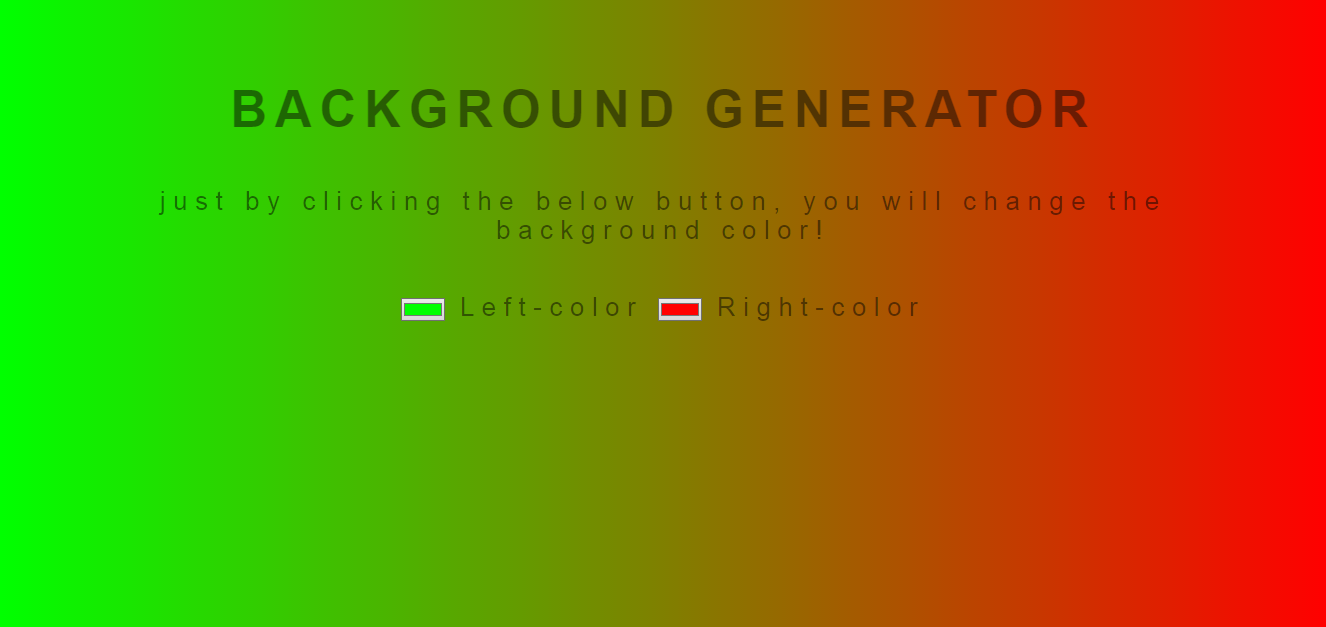 BACKGROUND GENERATOR
just by clicking the below button, you will change the
background color!
Left-color Right-color